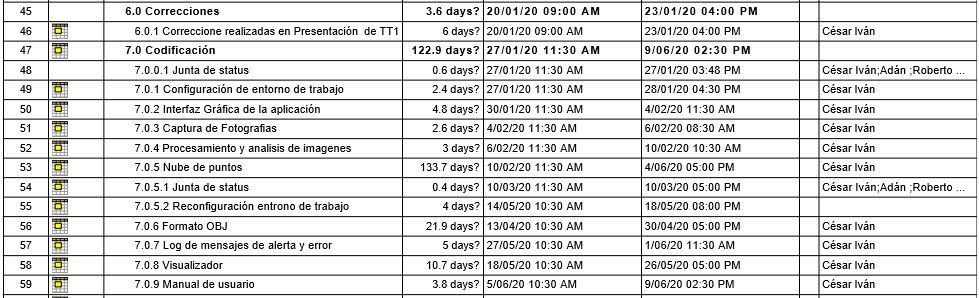 45 6.0 Correcciones 3.6 days? 20/01/20 09:00 AM 23/01/20 04:00 PM
46 6.0.1 Correccione realizadas en Presentación de TT1 6 days? 20/01/20 09:00 AM 23/01/20 04:00 PM César Iván
47 7.0 Codificación 122.9 days? 27/01/20 11:30 AM 9/06/20 02:30 PM
48 7.0.0.1 Junta de status 0.6 days? 27/01/20 11:30 AM 27/01/20 03:48 PM César Iván;Adán ;Roberto ...
49 7.0.1 Configuración de entorno de trabajo 2.4 days? 27/01/20 11:30 AM 28/01/20 04:30 PM César Iván
50 7.0.2 Interfaz Gráfica de la aplicación 4.8 days? 30/01/20 11:30 AM 4/02/20 11:30 AM César Iván
51 7.0.3 Captura de Fotografias 2.6 days? 4/02/20 11:30 AM 6/02/20 08:30 AM César Iván
52 7.0.4 Procesamiento y analisis de imagenes 3 days? 6/02/20 11:30 AM 10/02/20 10:30 AM César Iván
53 7.0.5 Nube de puntos 133.7 days? 10/02/20 11:30 AM 4/06/20 05:00 PM César Iván
54 7.0.5.1 Junta de status 0.4 days? 10/03/20 11:30 AM 10/03/20 05:00 PM César Iván;Adán ;Roberto ...
55 7.0.5.2 Reconfiguración entrono de trabajo 4 days? 14/05/20 10:30 AM 18/05/20 08:00 PM
56 7.0.6 Formato OBJ 21.9 days? 13/04/20 10:30 AM 30/04/20 05:00 PM César Iván
57 7.0.7 Log de mensajes de alerta y error 5 days? 27/05/20 10:30 AM 1/06/20 11:30 AM César Iván
58 7.0.8 Visualizador 10.7 days? 18/05/20 10:30 AM 26/05/20 05:00 PM César Iván
59 7.0.9 Manual de usuario 3.8 days? 5/06/20 10:30 AM 9/06/20 02:30 PM César Iván